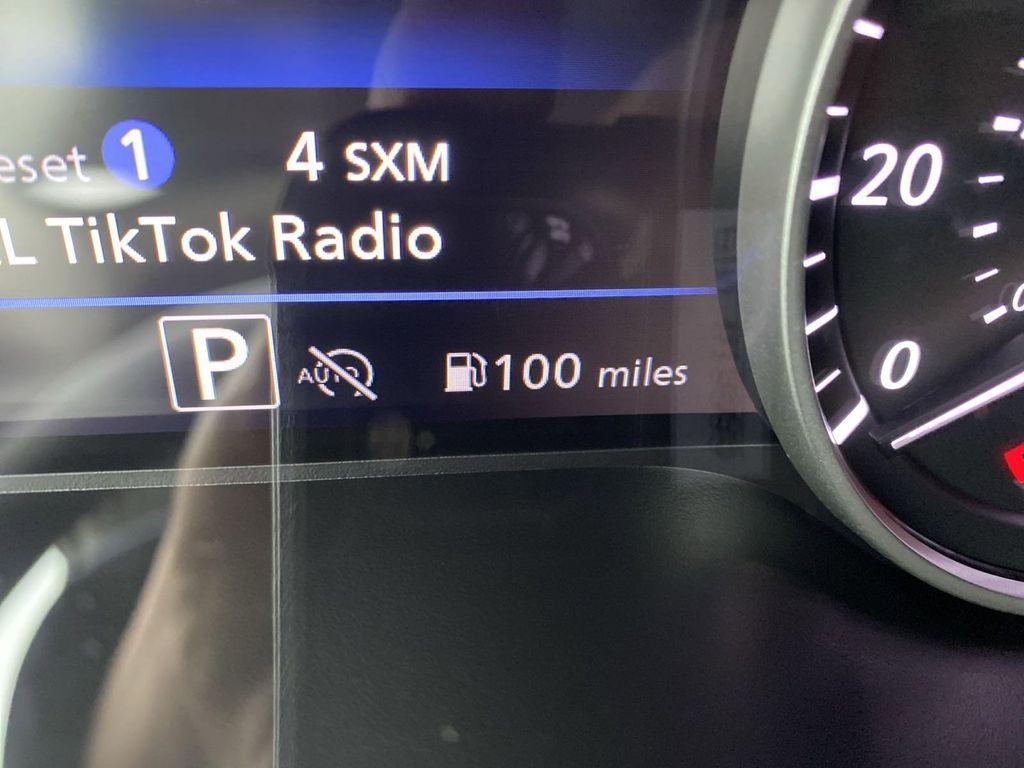 eset 1 4 SXM
L TikTok Radio
P AUTO 100 miles
20
0